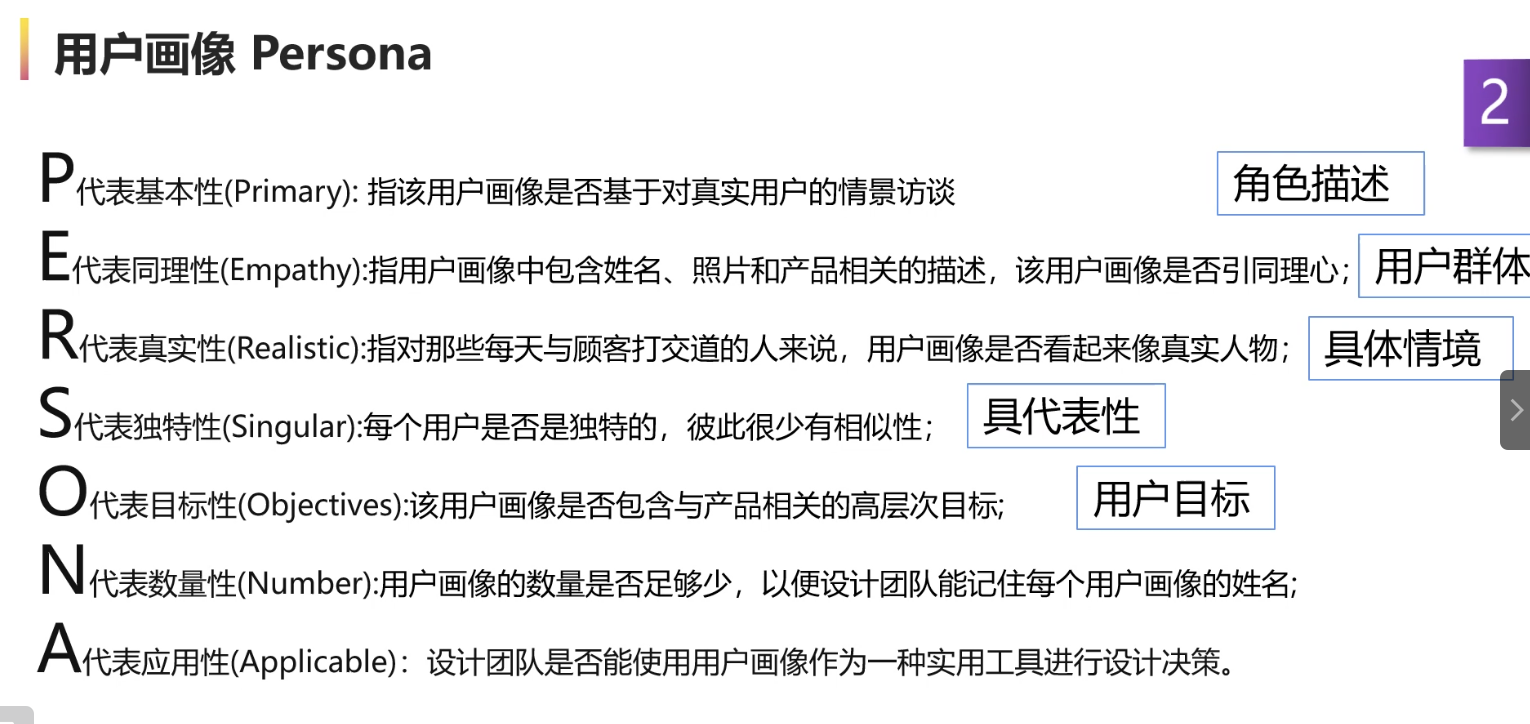 用户画像 Persona
2
P代表基本性(Primary): 指该用户画像是否基于对真实用户的情景访谈
角色描述
E代表同理性(Empathy):指用户画像中包含姓名、照片和产品相关的描述，该用户画像是否引同理心；
用户群体
R代表真实性(Realistic):指对那些每天与顾客打交道的人来说，用户画像是否看起来像真实人物；
具体情境
S代表独特性(Singular):每个用户是否是独特的，彼此很少有相似性；
具代表性
O代表目标性(Objectives):该用户画像是否包含与产品相关的高层次目标;
用户目标
N代表数量性(Number):用户画像的数量是否足够少，以便设计团队能记住每个用户画像的姓名;
A代表应用性(Applicable)：设计团队是否能使用用户画像作为一种实用工具进行设计决策。